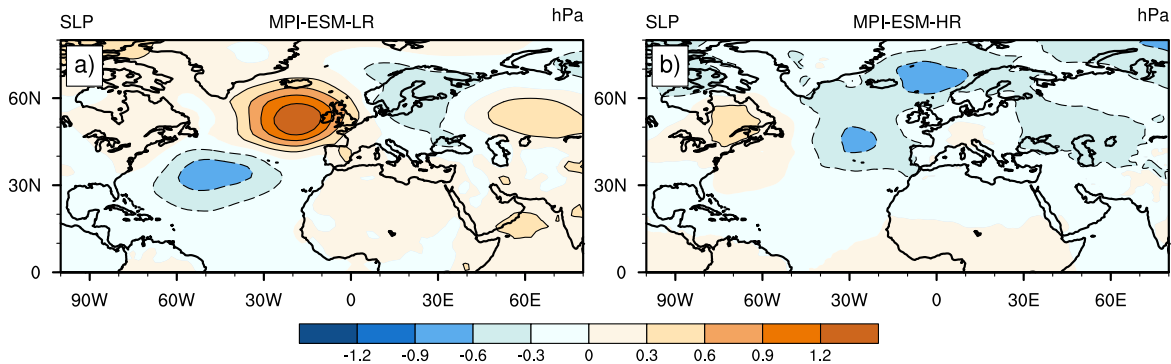 SLP MPI-ESM-LR hPa
SLP MPI-ESM-HR hPa
a)
b)
60N
30N
0
90W 60W 30W 0 30E 60E
60N
30N
0
90W 60W 30W 0 30E 60E
-1.2 -0.9 -0.6 -0.3 0 0.3 0.6 0.9 1.2